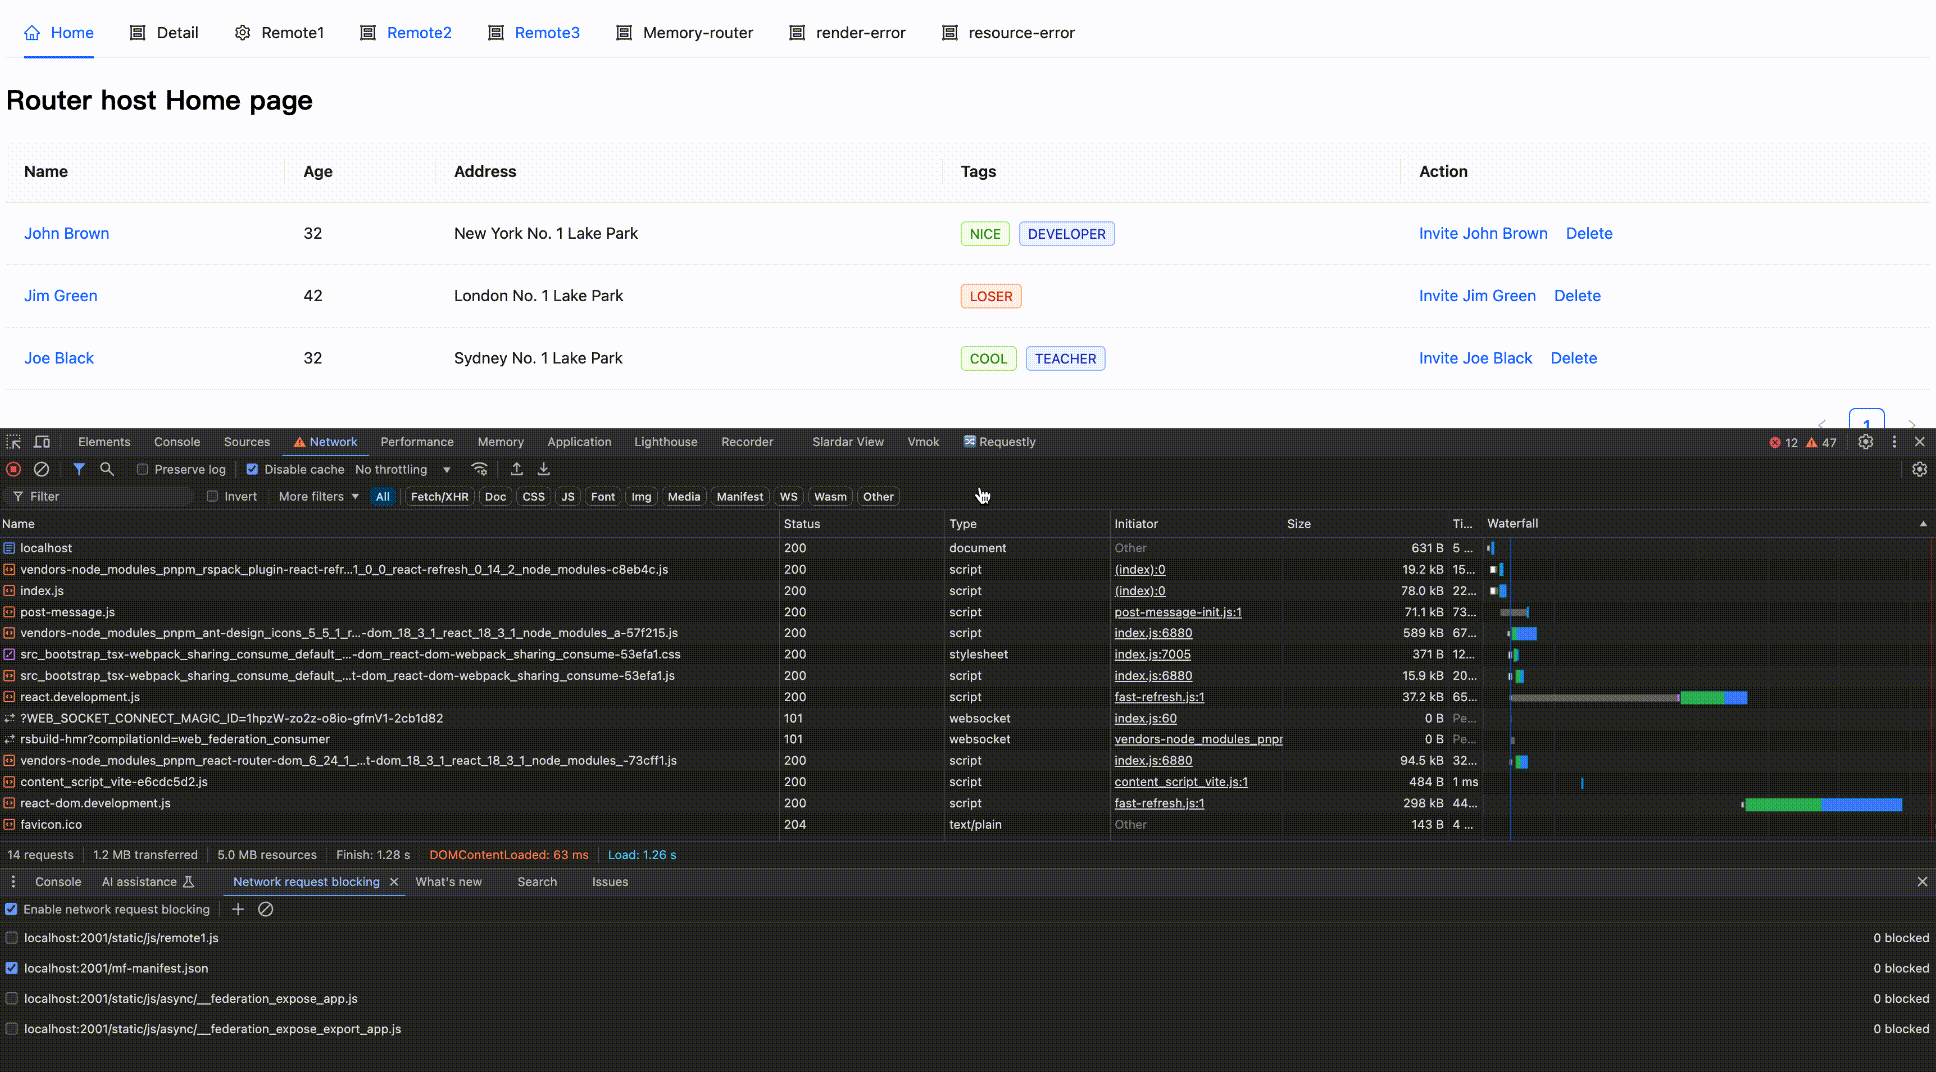 Home Detail Remote1 Remote2 Remote3 Memory-router render-error resource-error
Router host Home page
Name Age Address Tags Action
John Brown 32 New York No. 1 Lake Park NICE DEVELOPER Invite John Brown Delete
Jim Green 42 London No. 1 Lake Park LOSER Invite Jim Green Delete
Joe Black 32 Sydney No. 1 Lake Park COOL TEACHER Invite Joe Black Delete
1
Elements Console Sources Network Performance Memory Application Lighthouse Recorder Slardar View Vmok Requestly 12 47
Preserve log Disable cache No throttling
Filter Invert More filters All Fetch/XHR Doc CSS JS Font Img Media Manifest WS Wasm Other
Name Status Type Initiator Size Ti... Waterfall
localhost 200 document Other 631 B 5 ...
vendors-node_modules_pnpm_rspack_plugin-react-refr...1_0_0_react-refresh_0_14_2_node_modules-c8eb4c.js 200 script (index):0 19.2 kB 15...
index.js 200 script (index):0 78.0 kB 22...
post-message.js 200 script post-message-init.js:1 71.1 kB 73...
vendors-node_modules_pnpm_ant-design_icons_5_5_1_r...-dom_18_3_1_react_18_3_1_node_modules_a-57f215.js 200 script index.js:6880 589 kB 67...
src_bootstrap_tsx-webpack_sharing_consume_default_...-dom_react-dom-webpack_sharing_consume-53efa1.css 200 stylesheet index.js:7005 371 B 12...
src_bootstrap_tsx-webpack_sharing_consume_default_...t-dom_react-dom-webpack_sharing_consume-53efa1.js 200 script index.js:6880 15.9 kB 20...
react.development.js 200 script fast-refresh.js:1 37.2 kB 65...
?WEB_SOCKET_CONNECT_MAGIC_ID=1hpzW-zo2z-o8io-gfmV1-2cb1d82 101 websocket index.js:60 0 B Pe...
rsbuild-hmr?compilationId=web_federation_consumer 101 websocket vendors-node_modules_pnpr 0 B Pe...
vendors-node_modules_pnpm_react-router-dom_6_24_1_...t-dom_18_3_1_react_18_3_1_node_modules_-73cff1.js 200 script index.js:6880 94.5 kB 32...
content_script_vite-e6cdc5d2.js 200 script content_script_vite.js:1 484 B 1 ms
react-dom.development.js 200 script fast-refresh.js:1 298 kB 44...
favicon.ico 204 text/plain Other 143 B 4 ...
14 requests 1.2 MB transferred 5.0 MB resources Finish: 1.28 s DOMContentLoaded: 63 ms Load: 1.26 s
Console AI assistance Network request blocking What's new Search Issues
Enable network request blocking
localhost:2001/static/js/remote1.js 0 blocked
localhost:2001/mf-manifest.json 0 blocked
localhost:2001/static/js/async/__federation_expose_app.js 0 blocked
localhost:2001/static/js/async/__federation_expose_export_app.js 0 blocked